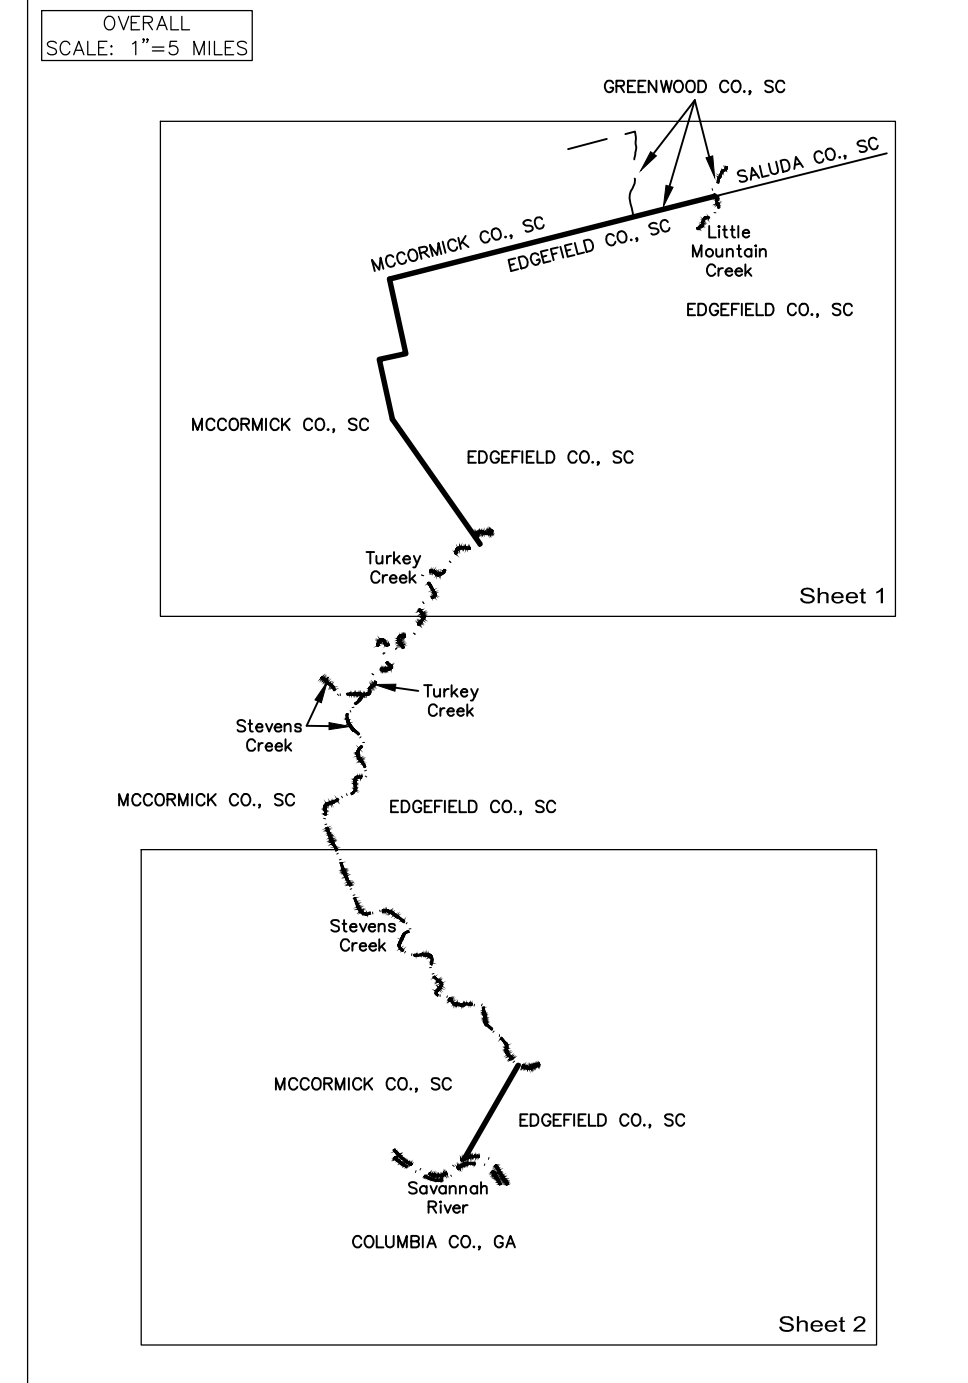 OVERALL
SCALE: 1"=5 MILES
GREENWOOD CO., SC
SALUDA CO., SC
MCCORMICK CO., SC
EDGEFIELD CO., SC
Little
Mountain
Creek
EDGEFIELD CO., SC
MCCORMICK CO., SC
EDGEFIELD CO., SC
Turkey
Creek
Sheet 1
Turkey
Creek
Stevens
Creek
MCCORMICK CO., SC
EDGEFIELD CO., SC
Stevens
Creek
MCCORMICK CO., SC
EDGEFIELD CO., SC
Savannah
River
COLUMBIA CO., GA
Sheet 2